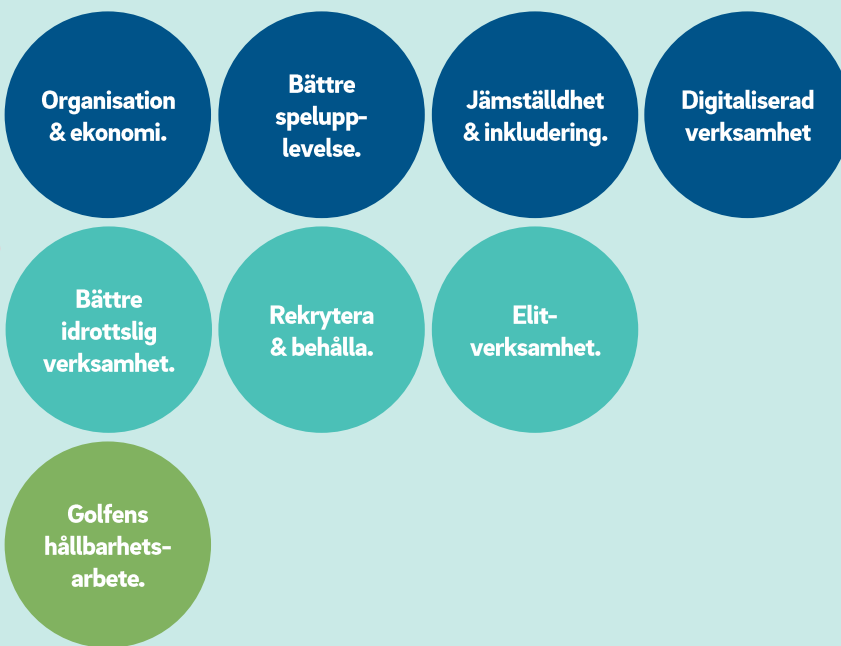 Organisation
& ekonomi.
Bättre
spelupp-
levelse.
Jämställdhet
& inkludering.
Digitaliserad
verksamhet
Bättre
idrottslig
verksamhet.
Rekrytera
& behålla.
Elit-
verksamhet.
Golfens
hållbarhets-
arbete.